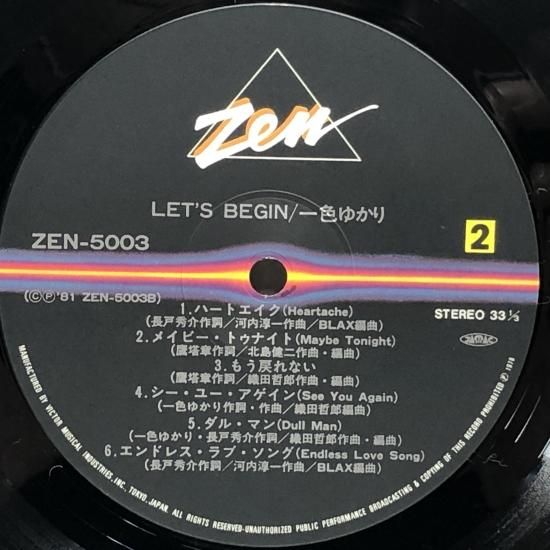 Zen
LET'S BEGIN/一色ゆかり
ZEN-5003
2
(ⒸⓅ'81 ZEN-5003B)
STEREO 33 1/3
JASRAC
1.ハートエイク(Heartache)
(長戸秀介作詞/河内淳一作曲/BLAX編曲)
2.メイビー・トゥナイト(Maybe Tonight)
(鷹塔章作詞/北島健二作曲・編曲)
3.もう戻れない
(鷹塔章作詞/織田哲郎作曲・編曲)
4.シー・ユー・アゲイン(See You Again)
(一色ゆかり作詞・作曲/織田哲郎編曲)
5.ダル・マン(Dull Man)
(一色ゆかり・長戸秀介作詞/織田哲郎作曲・編曲)
6.エンドレス・ラブ・ソング(Endless Love Song)
(長戸秀介作詞/河内淳一作曲/BLAX編曲)
MANUFACTURED BY VICTOR MUSICAL INDUSTRIES, INC., TOKYO, JAPAN. ALL RIGHTS RESERVED-UNAUTHORIZED PUBLIC PERFORMANCE BROADCASTING & COPYING OF THIS RECORD PROHIBITED Ⓟ